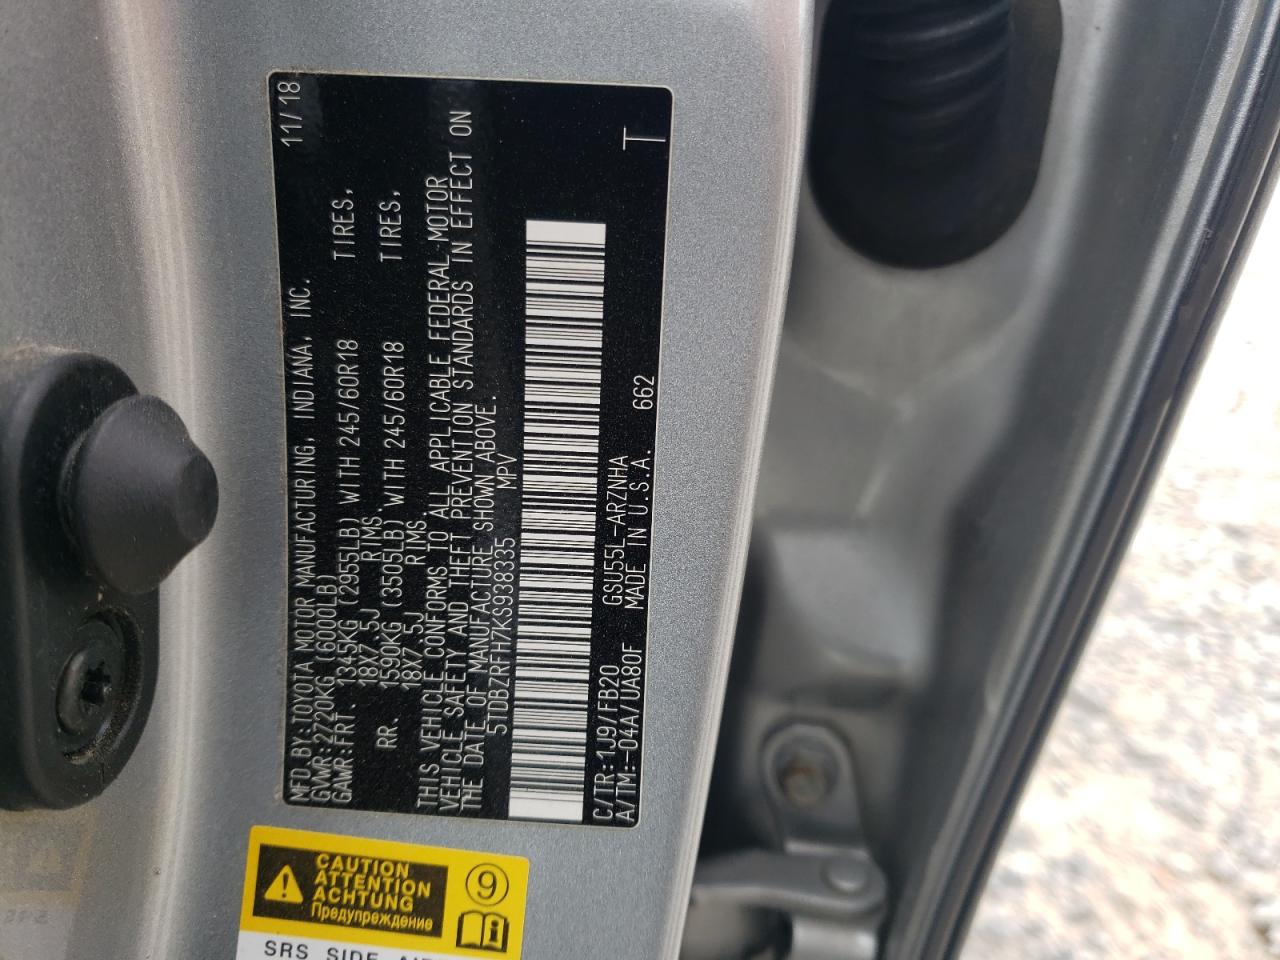 11/18
MFD.BY:TOYOTA MOTOR MANUFACTURING, INDIANA, INC.
GVWR:2720KG (6000LB)
GAWR:FRT. 1345KG (2955LB) WITH 245/60R18 TIRES,
18X7.5J RIMS
RR. 1590KG (3505LB) WITH 245/60R18 TIRES,
18X7.5J RIMS
THIS VEHICLE CONFORMS TO ALL APPLICABLE FEDERAL MOTOR
VEHICLE SAFETY AND THEFT PREVENTION STANDARDS IN EFFECT ON
THE DATE OF MANUFACTURE SHOWN ABOVE.
5TDBZRFH7KS938335 MPV
C/TR:1J9/FB20 GSU55L-ARZNHA
A/TM:-04A/UA80F MADE IN U.S.A. 662 T
CAUTION
ATTENTION
ACHTUNG
Предупреждение
9
SRS SIDE